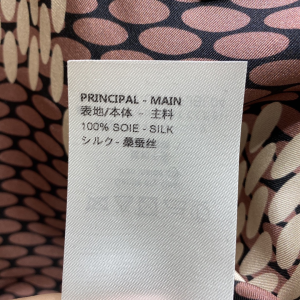 PRINCIPAL - MAIN
表地/本体 - 主料
100% SOIE - SILK
シルク - 桑蚕丝